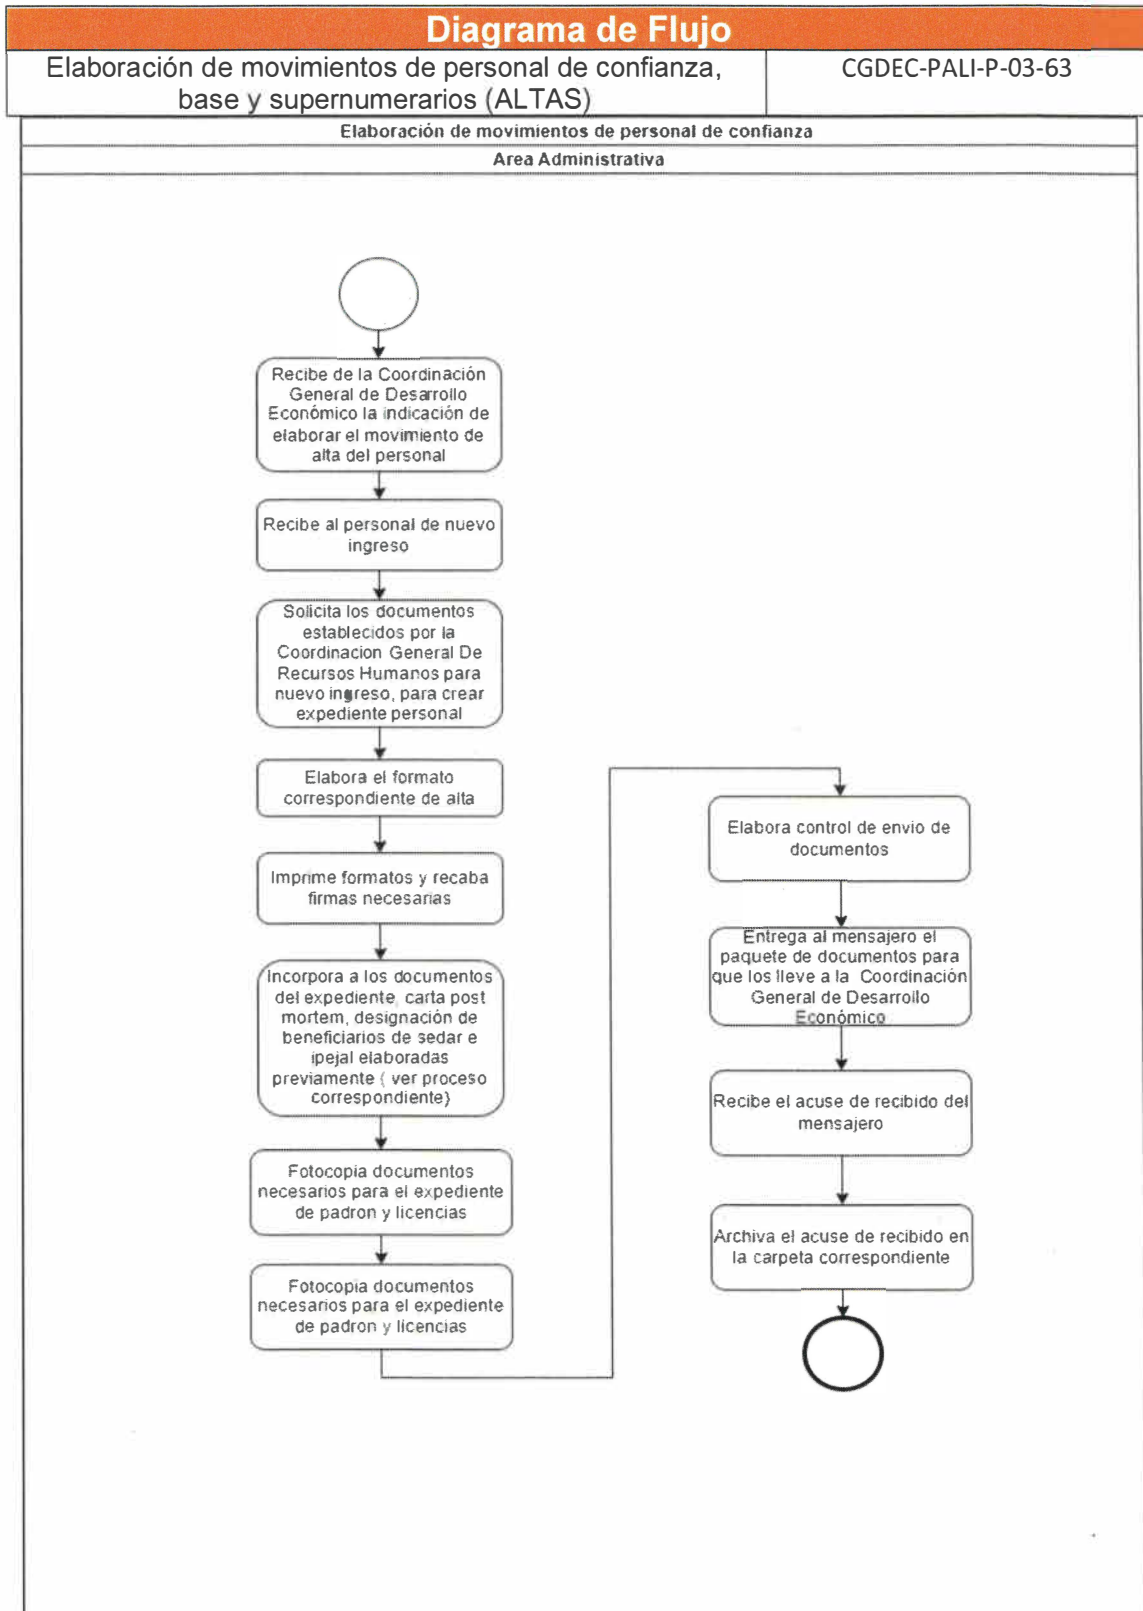 Diagrama de Flujo
Elaboración de movimientos de personal de confianza,
base y supernumerarios (ALTAS)
CGDEC-PALI-P-03-63
Elaboración de movimientos de personal de confianza
Area Administrativa
Recibe de la Coordinación
General de Desarrollo
Económico la indicación de
elaborar el movimiento de
alta del personal
Recibe al personal de nuevo
ingreso
Solicita los documentos
establecidos por la
Coordinacion General De
Recursos Humanos para
nuevo ingreso, para crear
expediente personal
Elabora el formato
correspondiente de alta
Imprime formatos y recaba
firmas necesarias
Incorpora a los documentos
del expediente, carta post
mortem, designación de
beneficiarios de sedar e
ipejal elaboradas
previamente ( ver proceso
correspondiente)
Fotocopia documentos
necesarios para el expediente
de padron y licencias
Fotocopia documentos
necesarios para el expediente
de padron y licencias
Elabora control de envio de
documentos
Entrega al mensajero el
paquete de documentos para
que los lleve a la Coordinación
General de Desarrollo
Económico
Recibe el acuse de recibido del
mensajero
Archiva el acuse de recibido en
la carpeta correspondiente